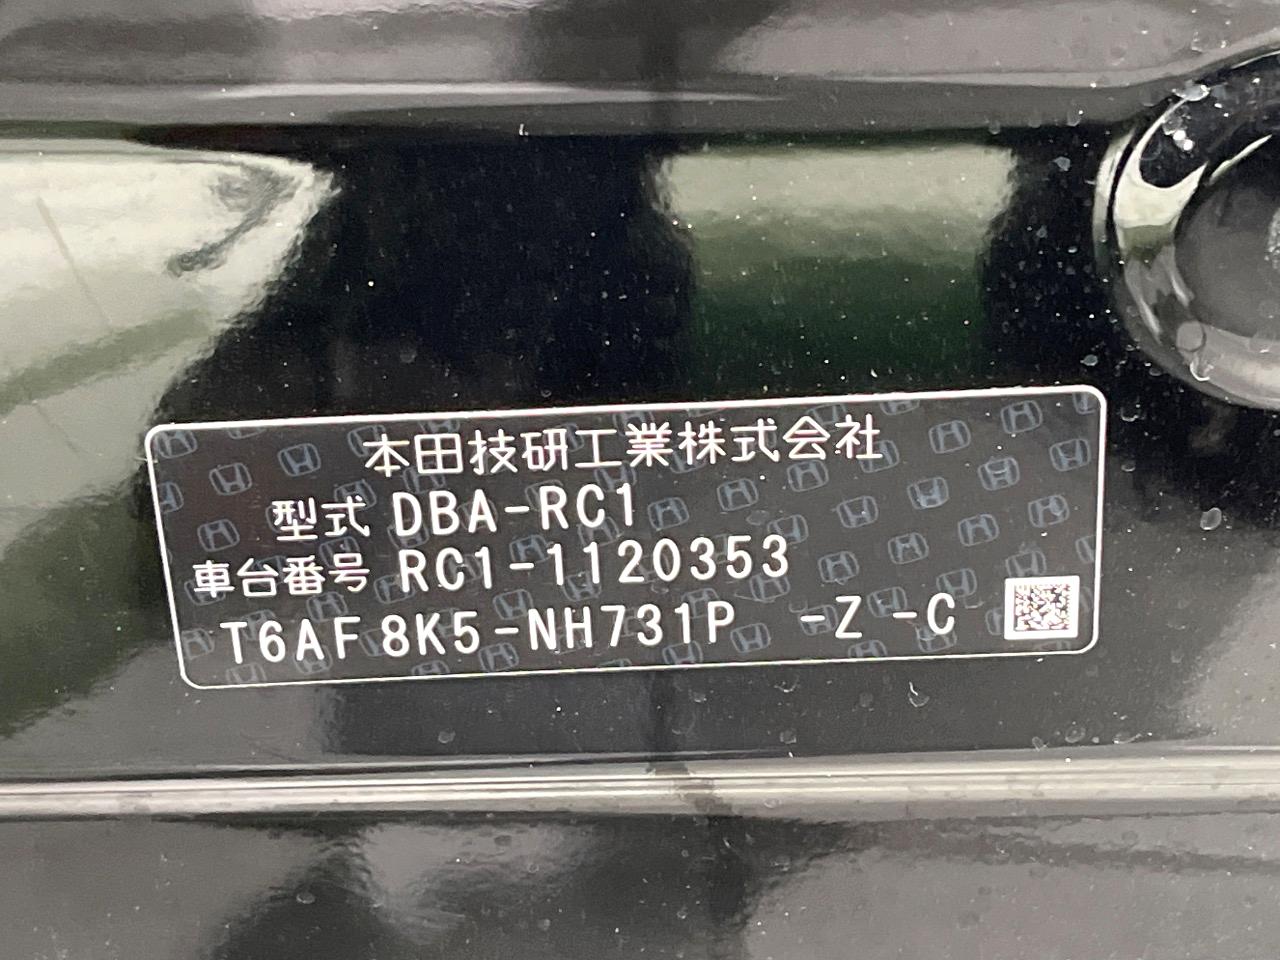 本田技研工業株式会社
型式 DBA-RC1
車台番号 RC1-1120353
T6AF8K5-NH731P -Z -C